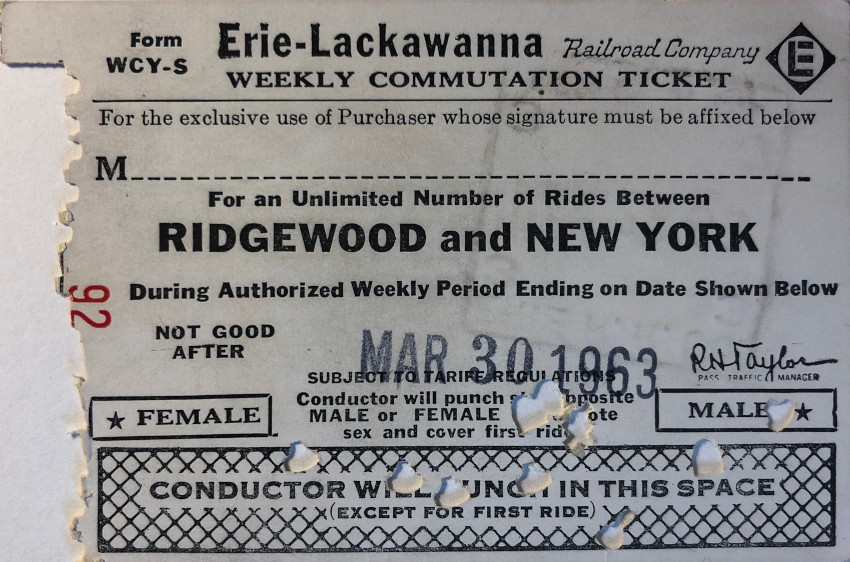 Form
WCY-S
Erie-Lackawanna Railroad Company
E
WEEKLY COMMUTATION TICKET
For the exclusive use of Purchaser whose signature must be affixed below
M
For an Unlimited Number of Rides Between
RIDGEWOOD and NEW YORK
During Authorized Weekly Period Ending on Date Shown Below
92
NOT GOOD
AFTER
MAR 30 1963
RHTaylor
PASS TRAFFIC MANAGER
SUBJECT TO TARIFF REGULATIONS
Conductor will punch opposite
MALE or FEMALE
sex and cover first ride
★ FEMALE
MALE ★
CONDUCTOR WILL PUNCH IN THIS SPACE
(EXCEPT FOR FIRST RIDE)